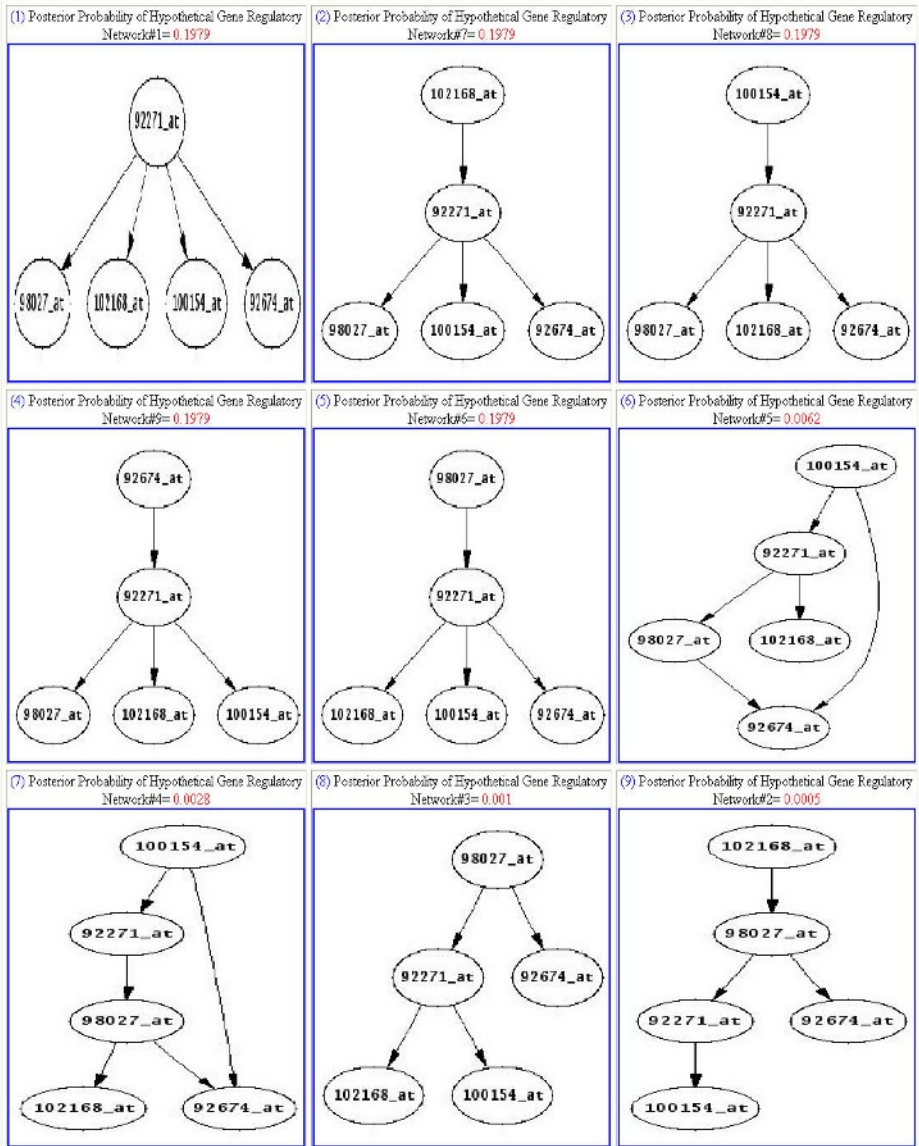 (1) Posterior Probability of Hypothetical Gene Regulatory
Network#1= 0.1979
92271_at
98027_at
102168_at
100154_at
92674_at
(2) Posterior Probability of Hypothetical Gene Regulatory
Network#7= 0.1979
102168_at
92271_at
98027_at
100154_at
92674_at
(3) Posterior Probability of Hypothetical Gene Regulatory
Network#8= 0.1979
100154_at
92271_at
98027_at
102168_at
92674_at
(4) Posterior Probability of Hypothetical Gene Regulatory
Network#9= 0.1979
92674_at
92271_at
98027_at
102168_at
100154_at
(5) Posterior Probability of Hypothetical Gene Regulatory
Network#6= 0.1979
98027_at
92271_at
102168_at
100154_at
92674_at
(6) Posterior Probability of Hypothetical Gene Regulatory
Network#5= 0.0062
100154_at
92271_at
98027_at
102168_at
92674_at
(7) Posterior Probability of Hypothetical Gene Regulatory
Network#4= 0.0028
100154_at
92271_at
98027_at
102168_at
92674_at
(8) Posterior Probability of Hypothetical Gene Regulatory
Network#3= 0.001
98027_at
92271_at
92674_at
102168_at
100154_at
(9) Posterior Probability of Hypothetical Gene Regulatory
Network#2= 0.0005
102168_at
98027_at
92271_at
92674_at
100154_at